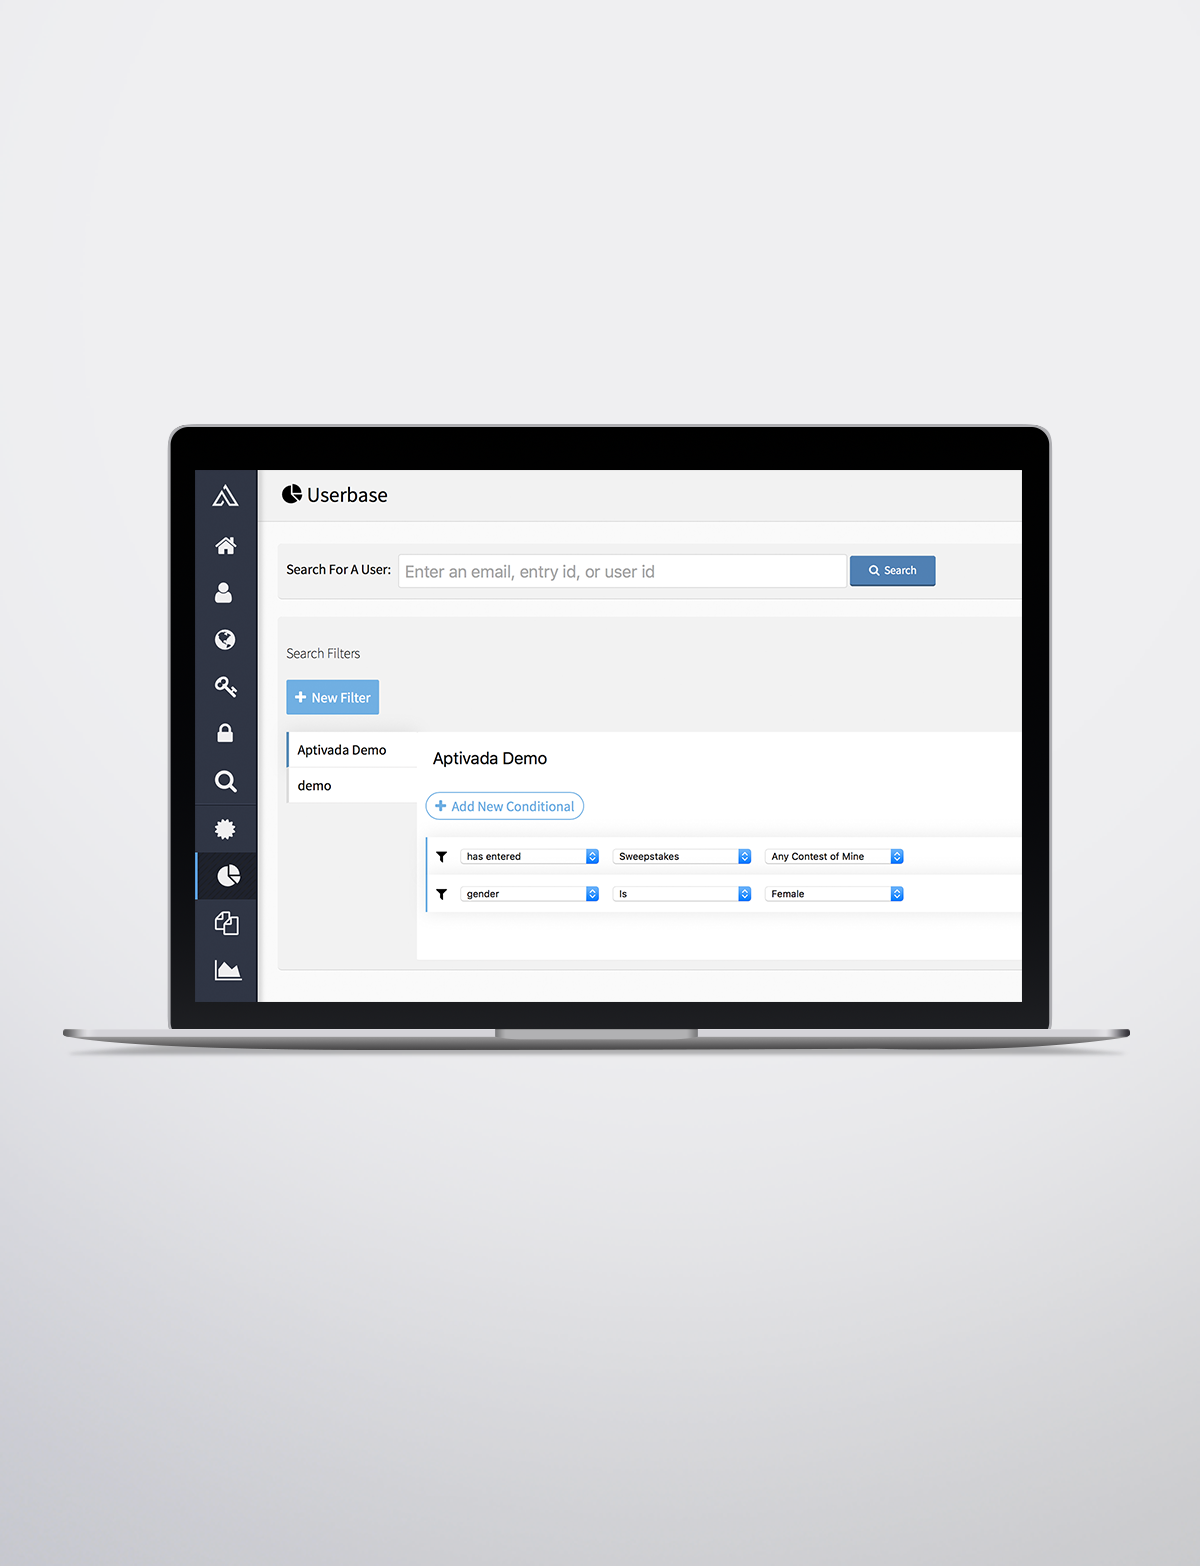 Userbase
Search For A User: Enter an email, entry id, or user id Search
Search Filters
New Filter
Aptivada Demo
demo
Aptivada Demo
Add New Conditional
has entered Sweepstakes Any Contest of Mine
gender Is Female